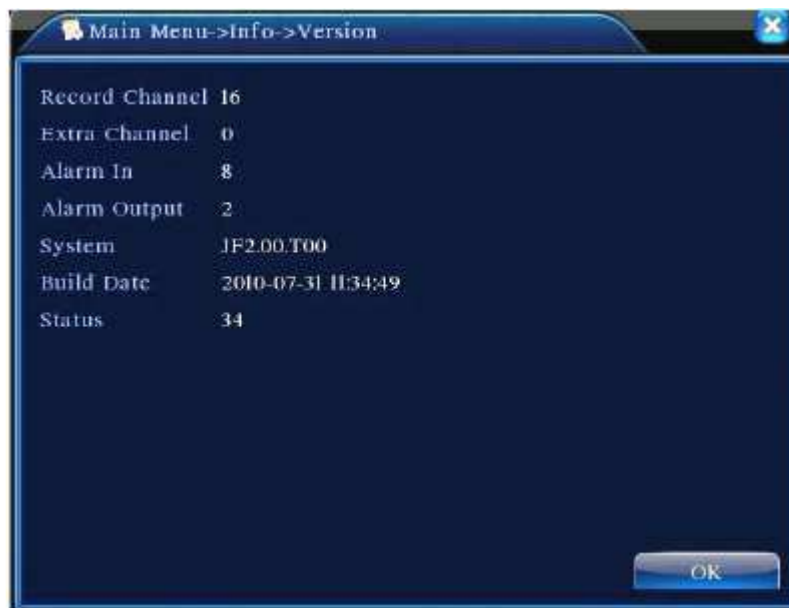 Main Menu->Info->Version
Record Channel 16
Extra Channel 0
Alarm In 8
Alarm Output 2
System JF2.00.T00
Build Date 2010-07-31 11:34:49
Status 34
OK